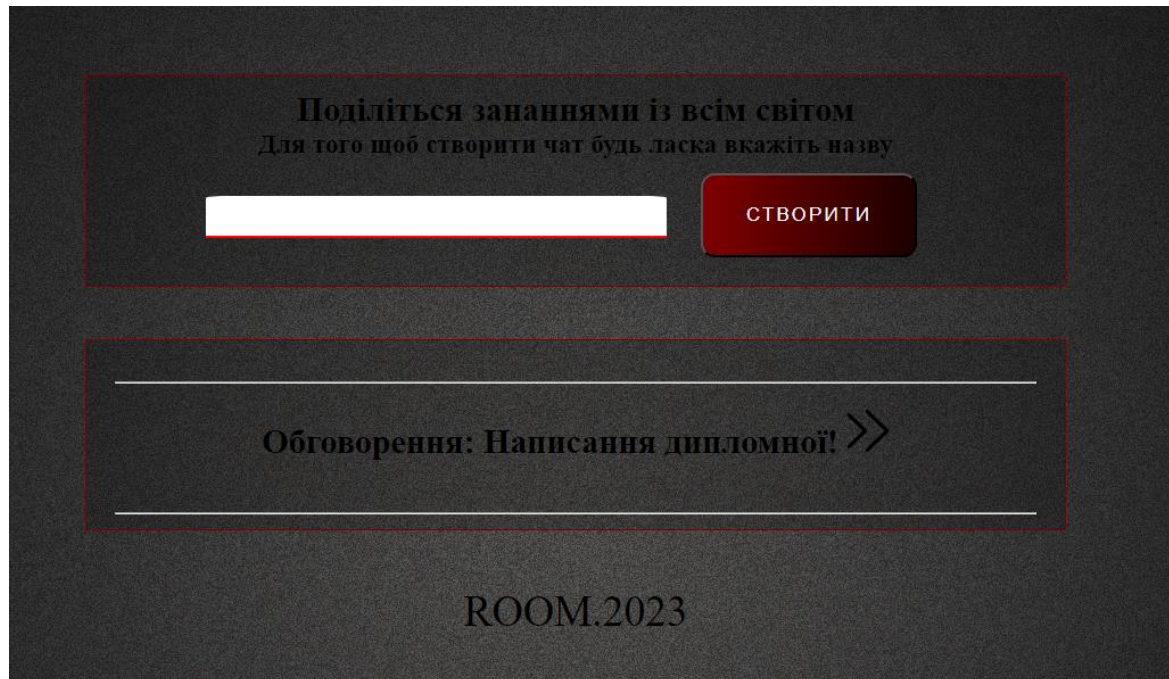 Поділіться зананнями із всім світом
Для того щоб створити чат будь ласка вкажіть назву
СТВОРИТИ
Обговорення: Написання дипломної!
ROOM.2023